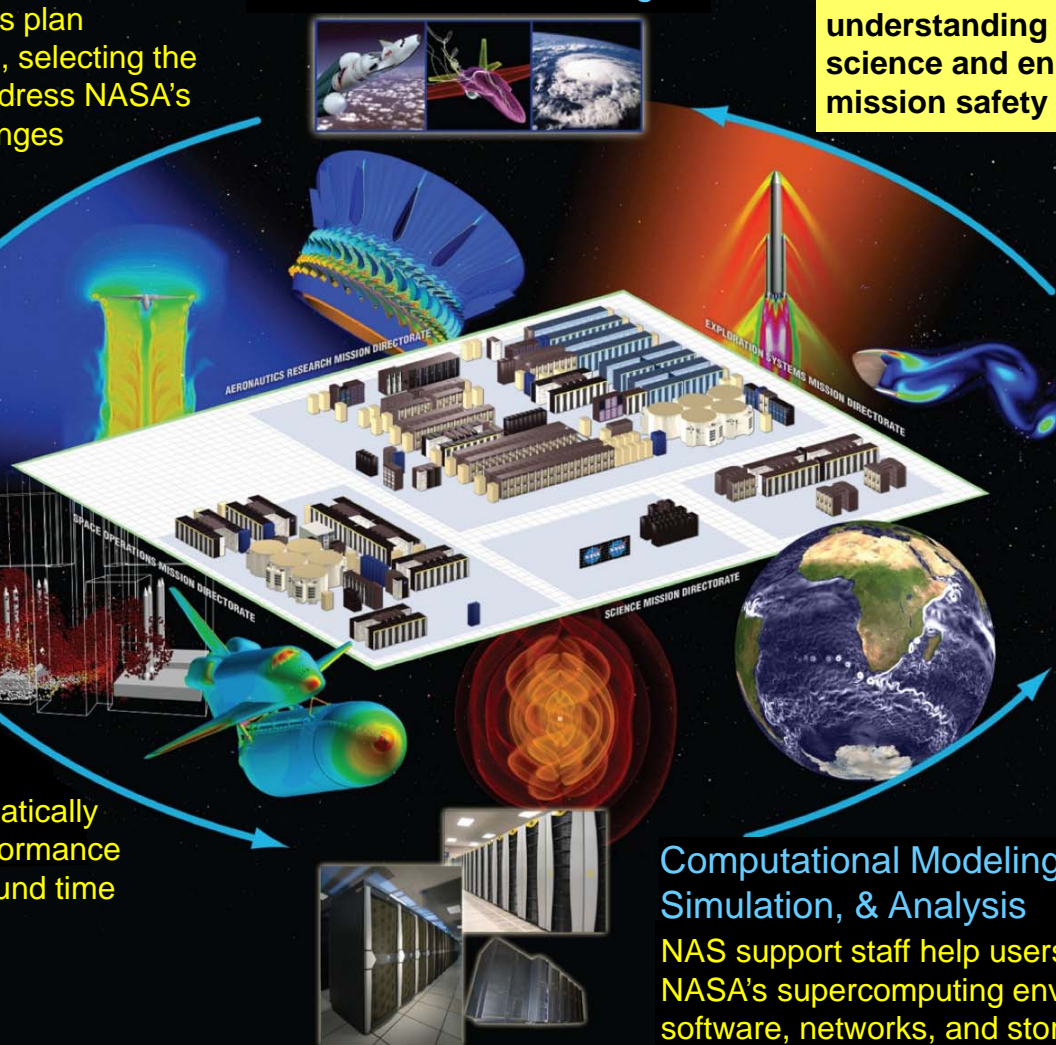 s plan
, selecting the
dress NASA's
nges
understanding
science and en
mission safety
AERONAUTICS RESEARCH MISSION DIRECTORATE
EXPLORATION SYSTEMS MISSION DIRECTORATE
SPACE OPERATIONS MISSION DIRECTORATE
SCIENCE MISSION DIRECTORATE
NASA
NASA
atically
ormance
und time
Computational Modeling
Simulation, & Analysis
NAS support staff help users
NASA's supercomputing env
software, networks, and stor